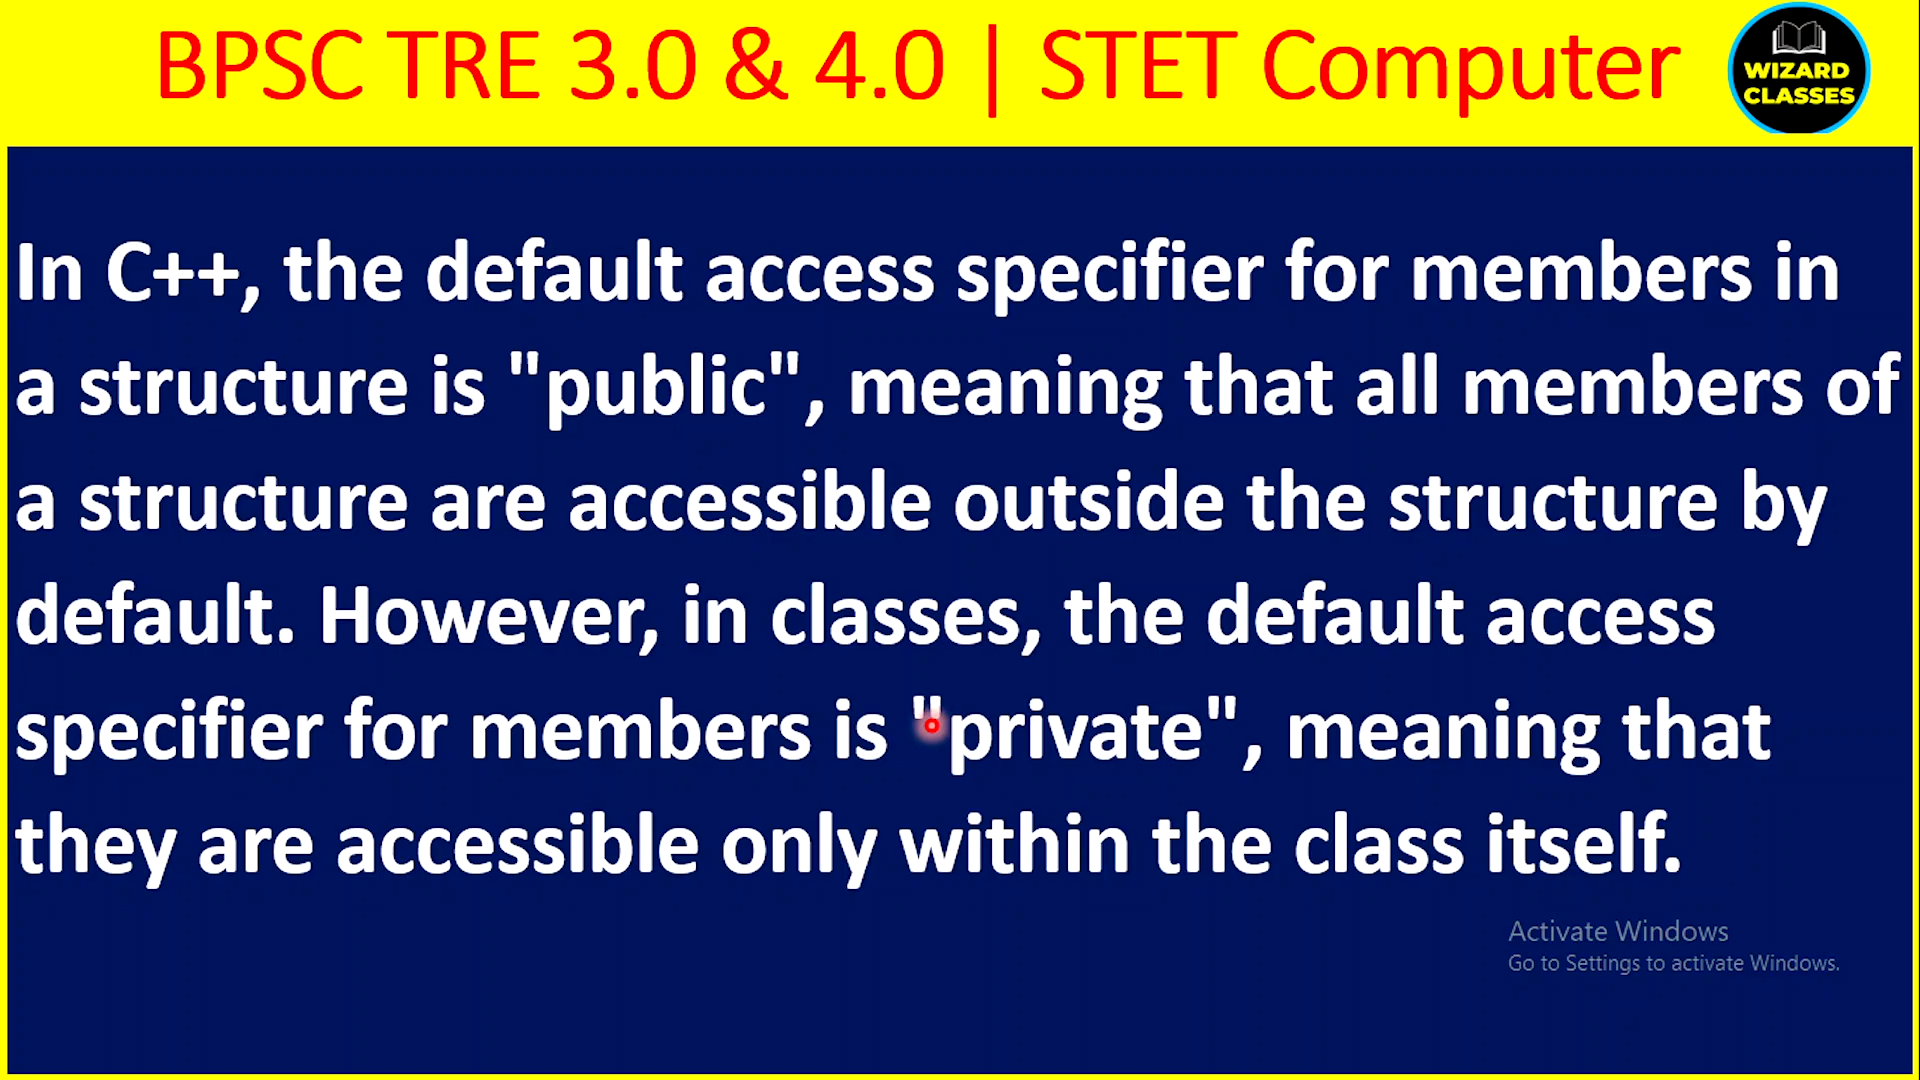 BPSC TRE 3.0 & 4.0 | STET Computer
WIZARD
CLASSES
In C++, the default access specifier for members in
a structure is "public", meaning that all members of
a structure are accessible outside the structure by
default. However, in classes, the default access
specifier for members is "private", meaning that
they are accessible only within the class itself.
Activate Windows
Go to Settings to activate Windows.